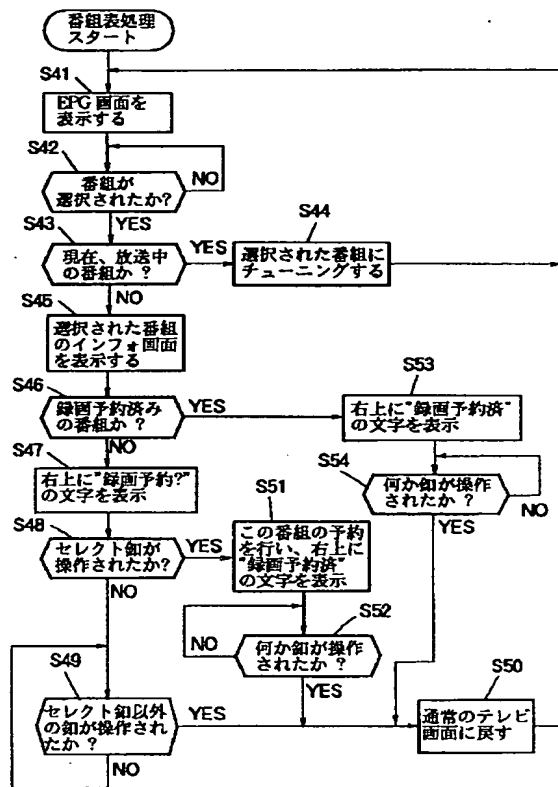 番組表処理
スタート
S41
EPG画面を
表示する
S42
番組が
選択されたか?
NO
YES
S43
現在、放送中
の番組か ?
YES
NO
S44
選択された番組に
チューニングする
S45
選択された番組
のインフォ画面
を表示する
S46
録画予約済み
の番組か ?
YES
NO
S53
右上に"録画予約済"
の文字を表示
S47
右上に"録画予約?"
の文字を表示
S54
何か釦が操作
されたか ?
NO
YES
S48
セレクト釦が
操作されたか?
YES
NO
S51
この番組の予約
を行い、右上に
"録画予約済"
の文字を表示
S52
何か釦が操作
されたか ?
NO
YES
S49
セレクト釦以外
の釦が操作され
たか ?
YES
NO
S50
通常のテレビ
画面に戻す